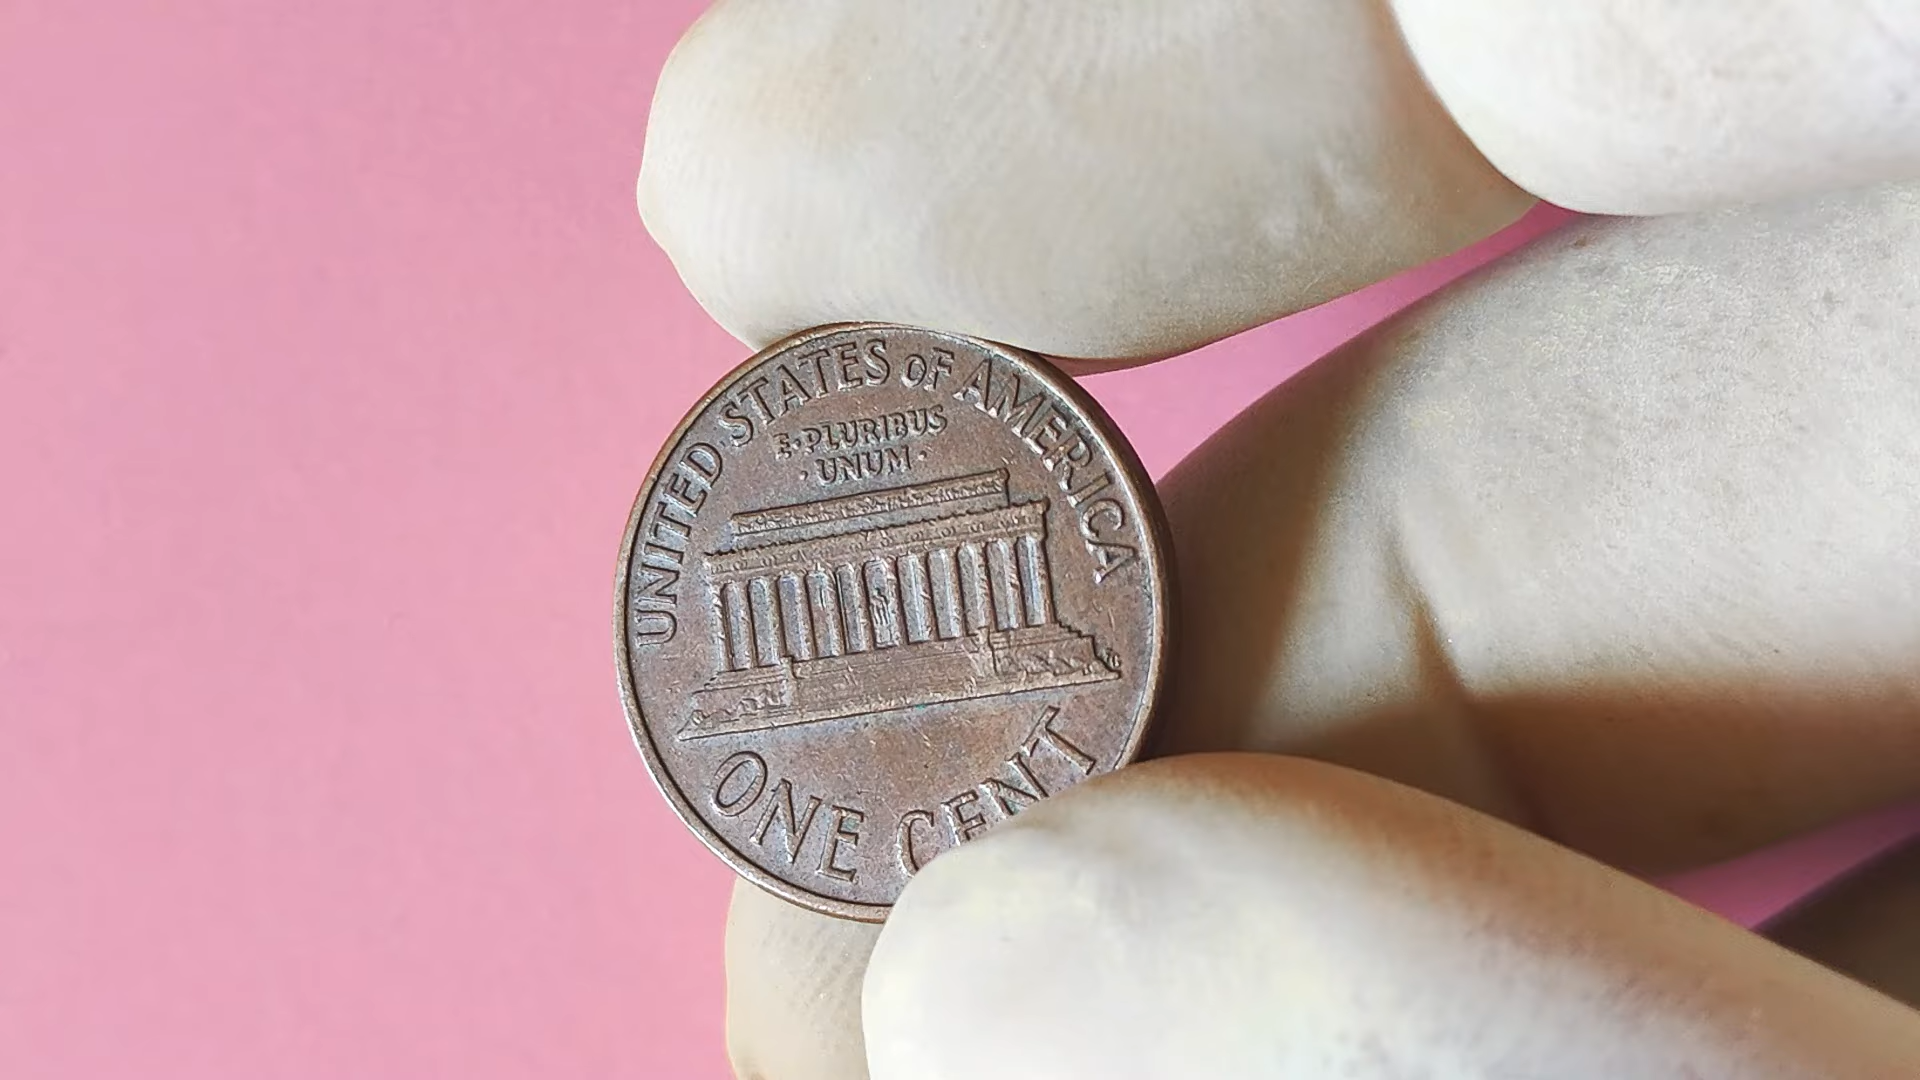 UNITED STATES OF AMERICA
E·PLURIBUS
·UNUM·
ONE CENT